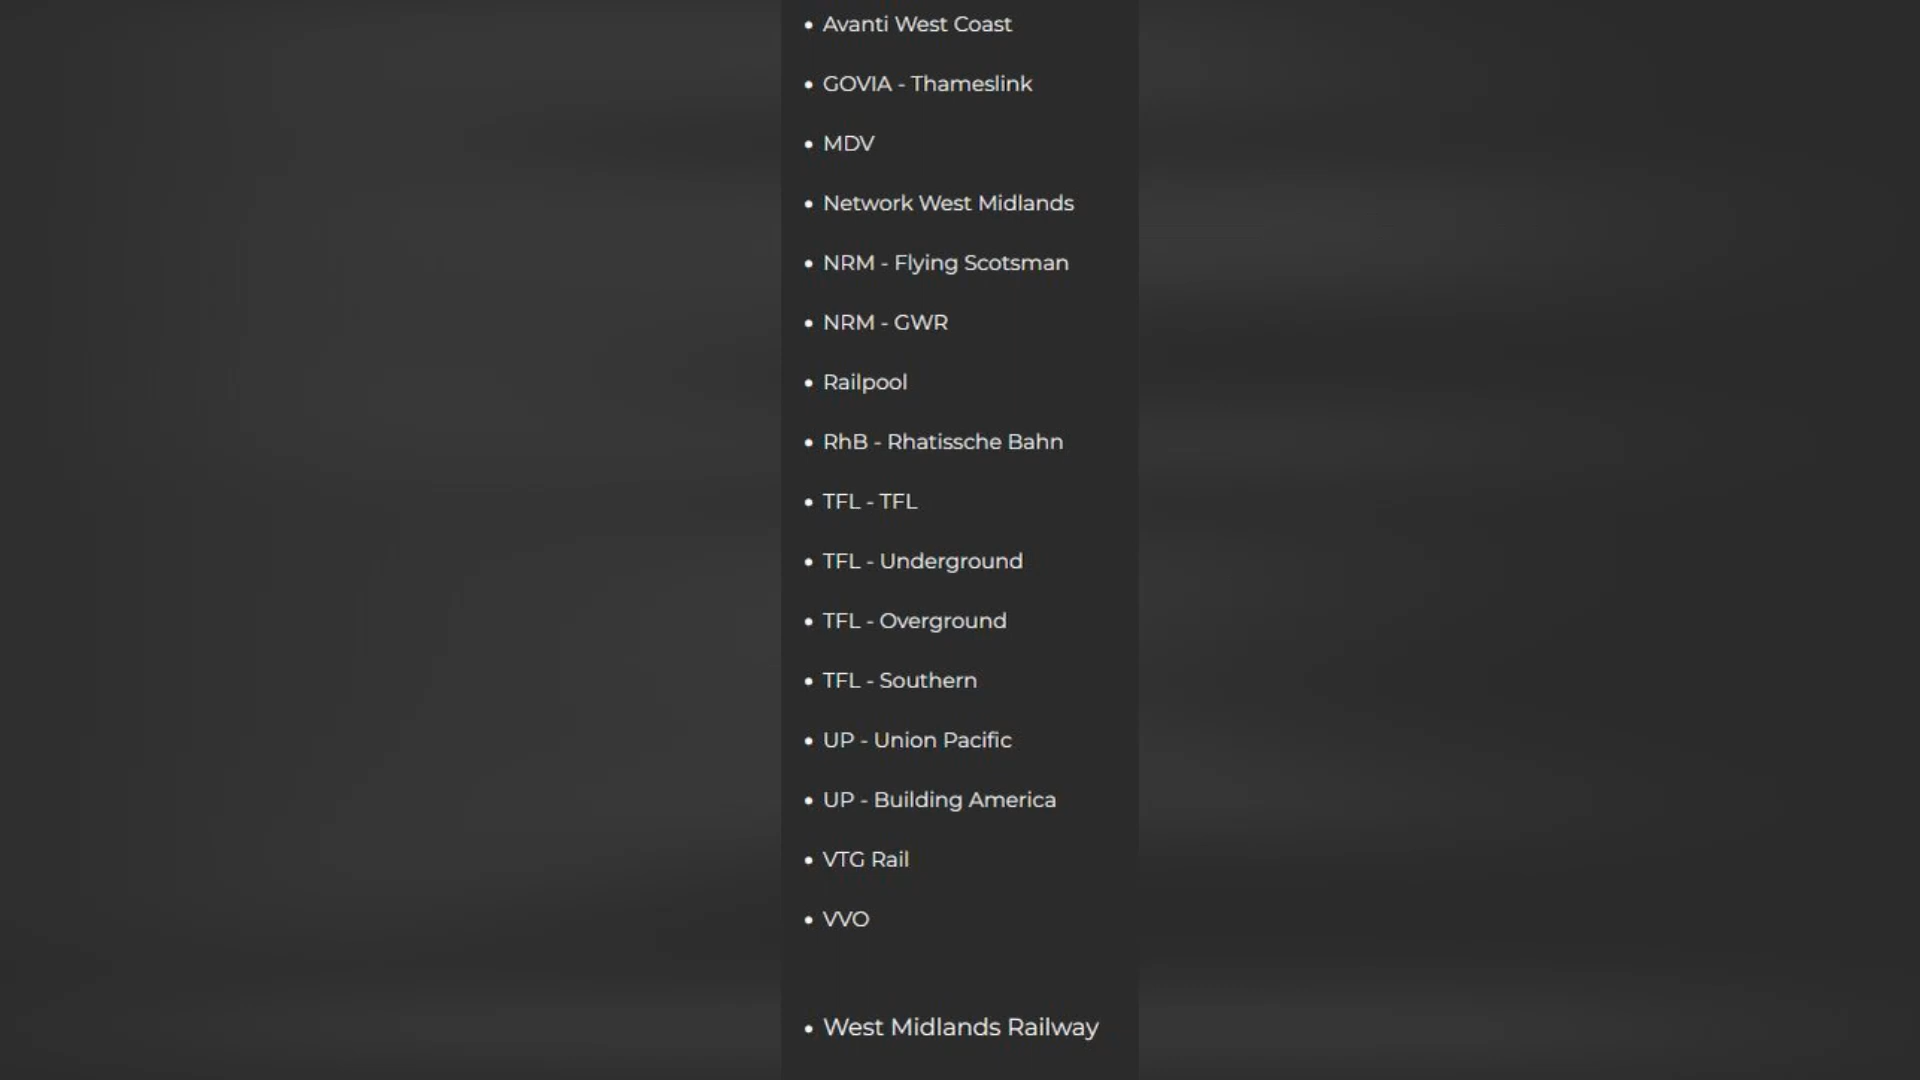 • Avanti West Coast
• GOVIA - Thameslink
• MDV
• Network West Midlands
• NRM - Flying Scotsman
• NRM - GWR
• Railpool
• RhB - Rhatissche Bahn
• TFL - TFL
• TFL - Underground
• TFL - Overground
• TFL - Southern
• UP - Union Pacific
• UP - Building America
• VTG Rail
• VVO
• West Midlands Railway